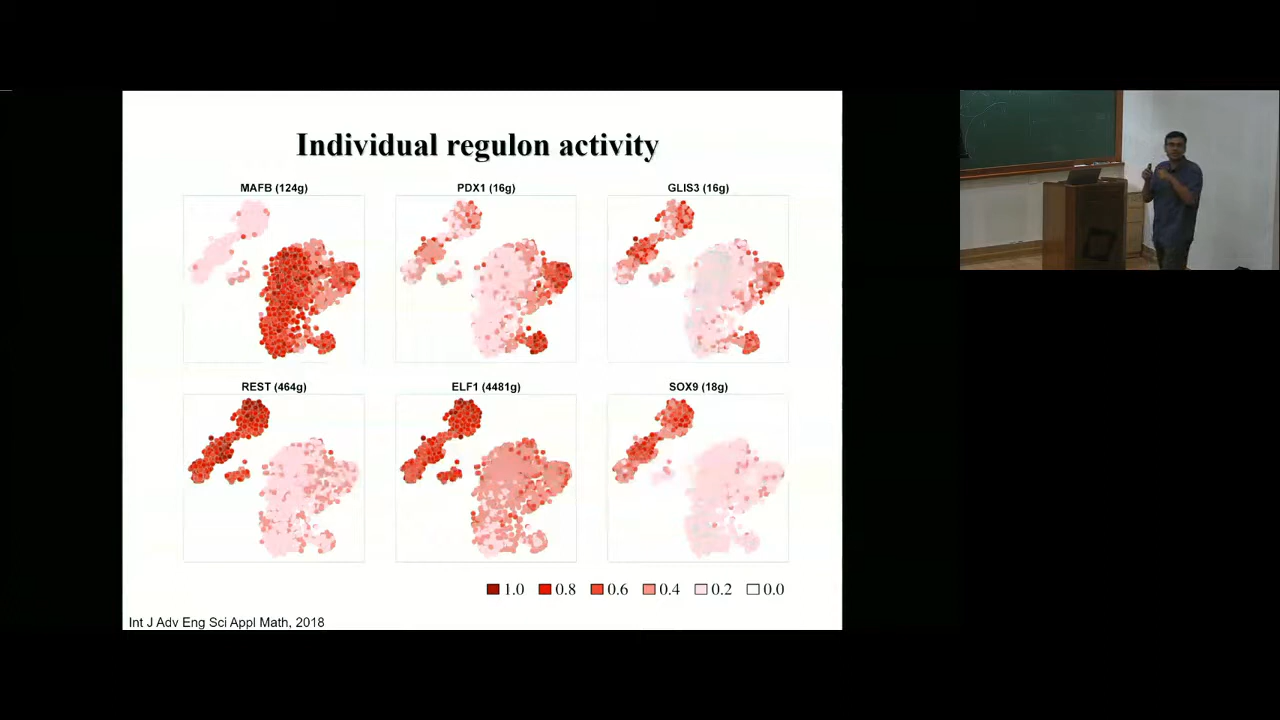 Individual regulon activity
MAFB (124g)
PDX1 (16g)
GLIS3 (16g)
REST (464g)
ELF1 (4481g)
SOX9 (18g)
1.0 0.8 0.6 0.4 0.2 0.0
Int J Adv Eng Sci Appl Math, 2018